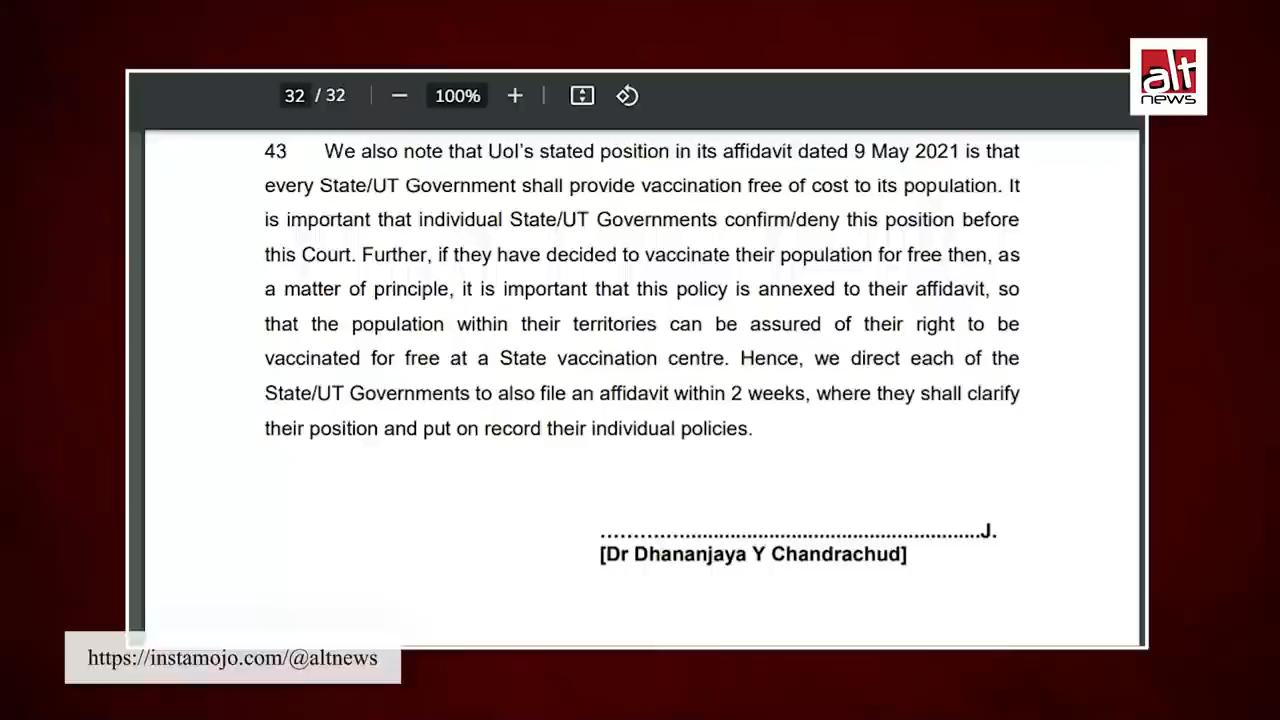 alt
news
32 / 32 − 100% +
43 We also note that UoI's stated position in its affidavit dated 9 May 2021 is that
every State/UT Government shall provide vaccination free of cost to its population. It
is important that individual State/UT Governments confirm/deny this position before
this Court. Further, if they have decided to vaccinate their population for free then, as
a matter of principle, it is important that this policy is annexed to their affidavit, so
that the population within their territories can be assured of their right to be
vaccinated for free at a State vaccination centre. Hence, we direct each of the
State/UT Governments to also file an affidavit within 2 weeks, where they shall clarify
their position and put on record their individual policies.
………….....................................................J.
[Dr Dhananjaya Y Chandrachud]
https://instamojo.com/@altnews